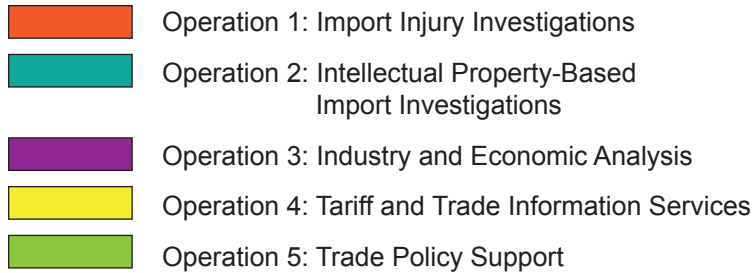 Operation 1: Import Injury Investigations
Operation 2: Intellectual Property-Based
Import Investigations
Operation 3: Industry and Economic Analysis
Operation 4: Tariff and Trade Information Services
Operation 5: Trade Policy Support